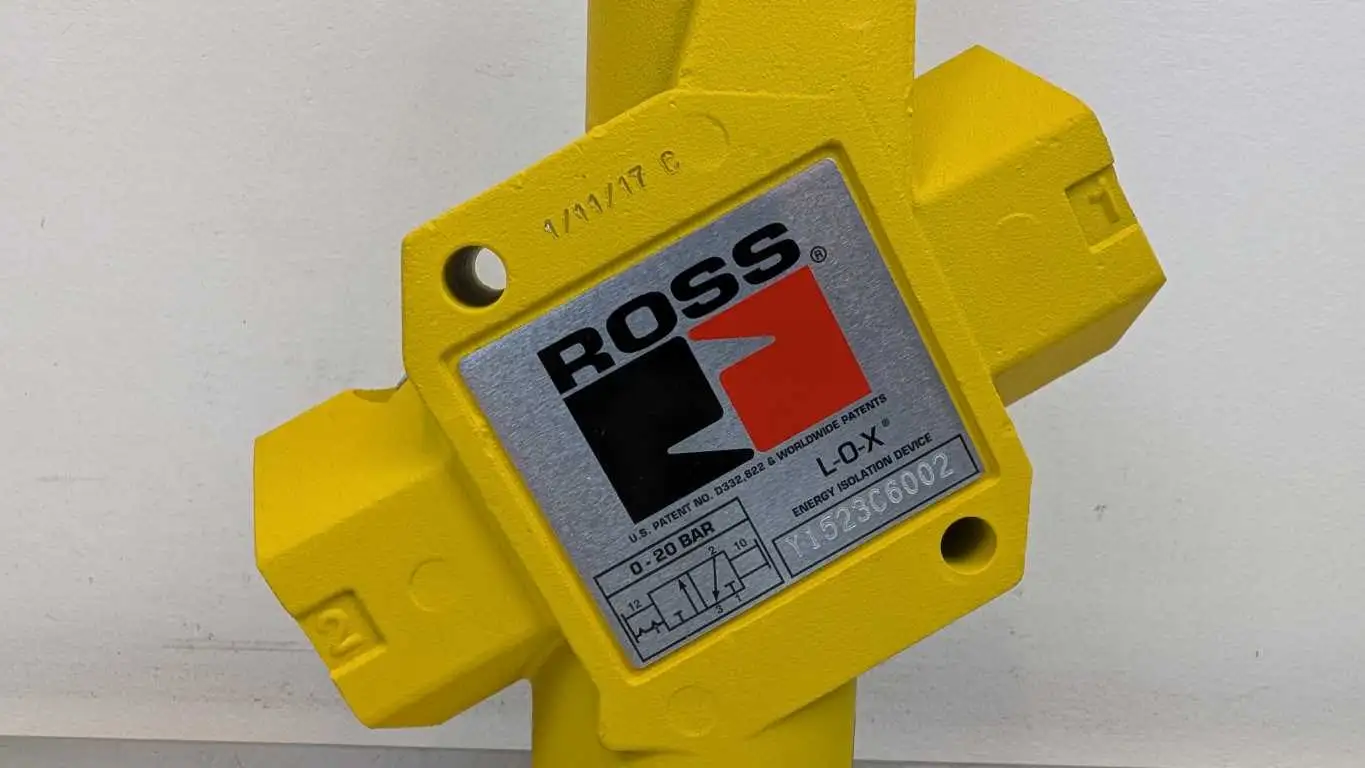 1/11/17 C
1
ROSS®
U.S. PATENT NO. D332,822 & WORLDWIDE PATENTS
L-O-X®
ENERGY ISOLATION DEVICE
Y1523C6002
0 - 20 BAR
12
2
10
3
1
2